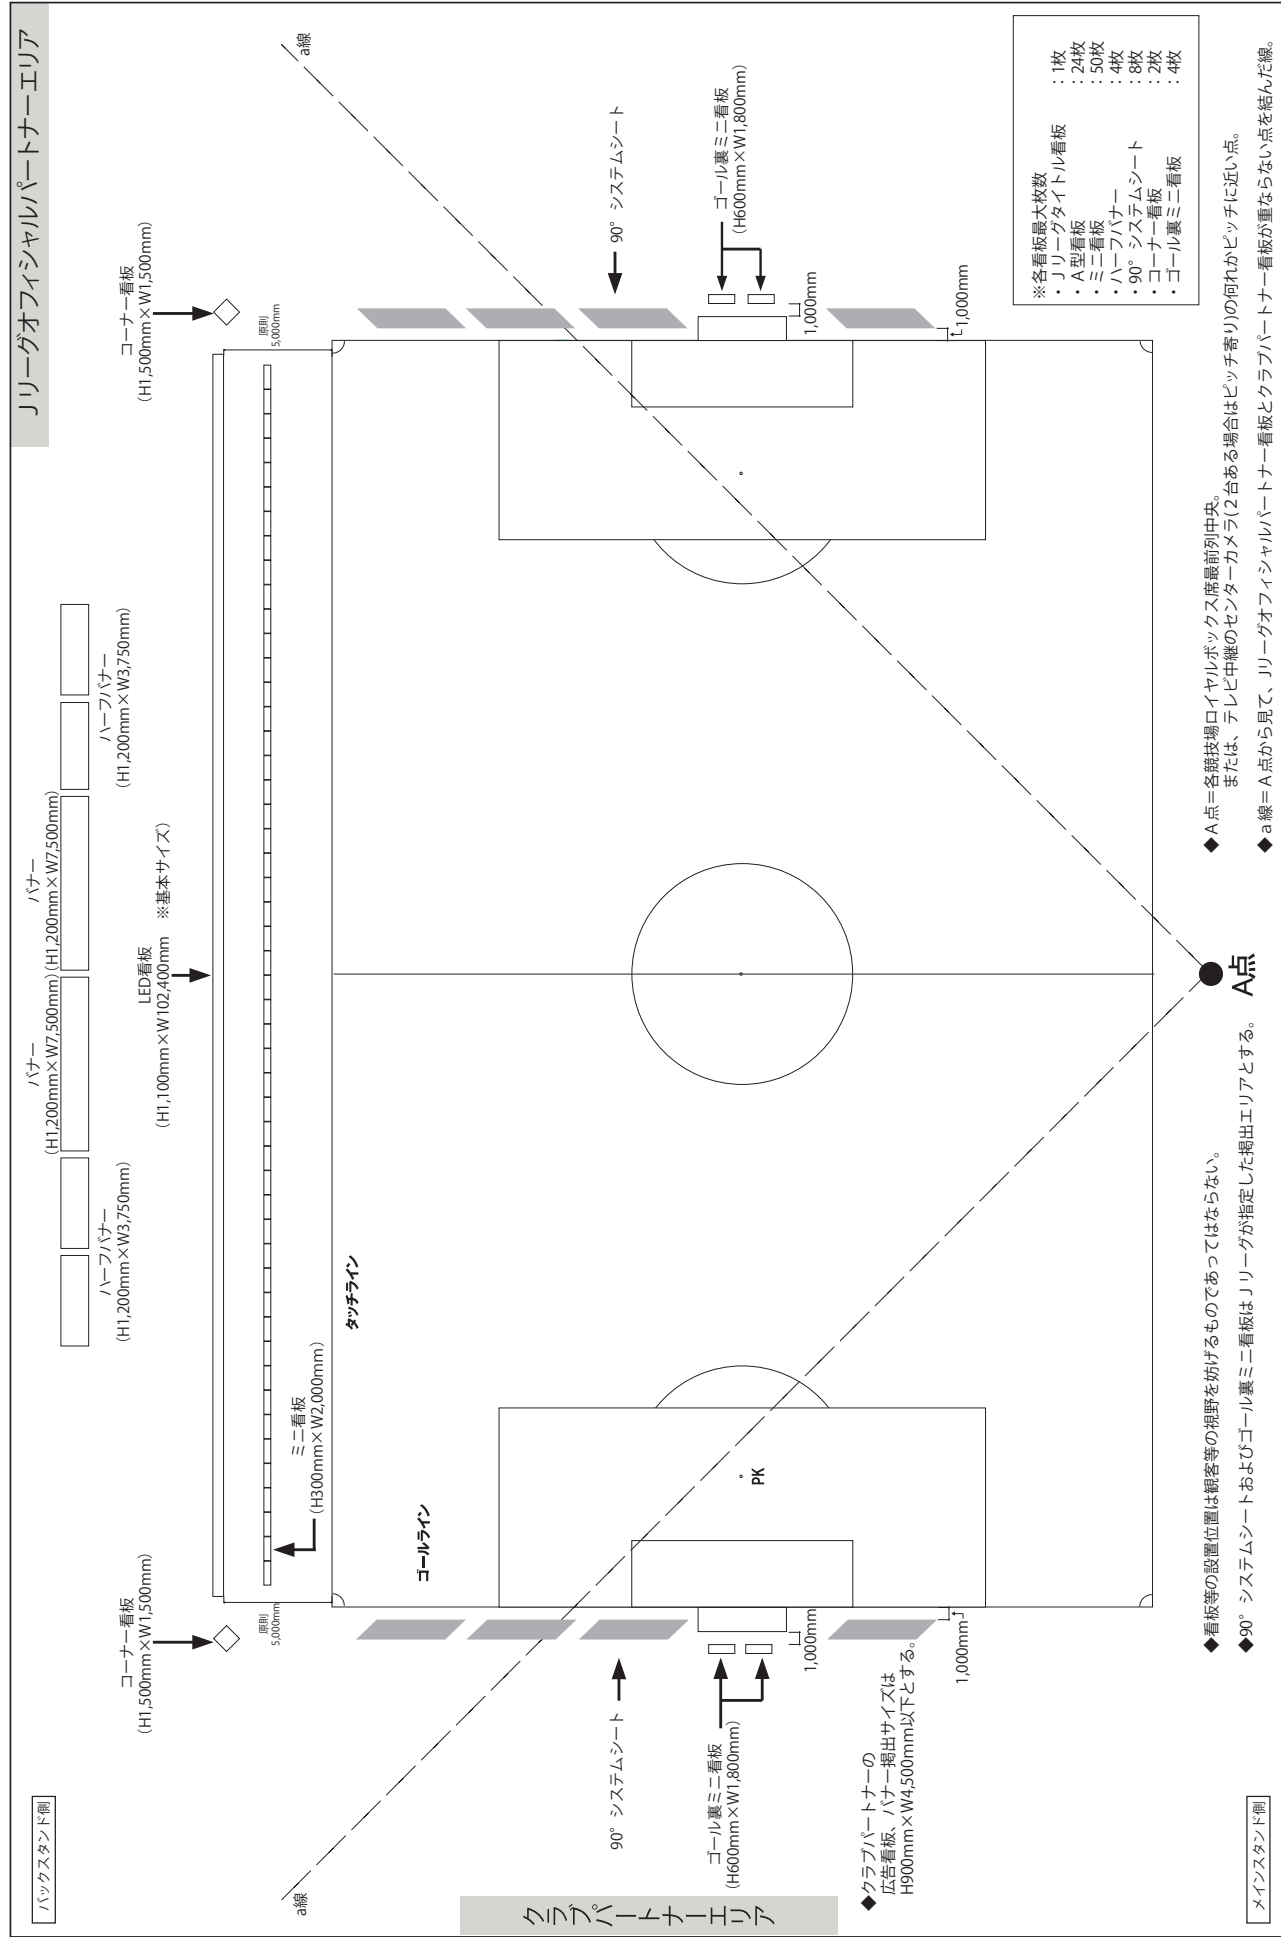 Jリーグオフィシャルパートナーエリア
バックスタンド側
バナー
(H1,200mm×W7,500mm)
バナー
(H1,200mm×W7,500mm)
ハーフバナー
(H1,200mm×W3,750mm)
ハーフバナー
(H1,200mm×W3,750mm)
LED看板
(H1,100mm×W102,400mm ※基本サイズ)
コーナー看板
(H1,500mm×W1,500mm)
コーナー看板
(H1,500mm×W1,500mm)
原則
5,000mm
原則
5,000mm
a線
a線
ミニ看板
(H300mm×W2,000mm)
タッチライン
ゴールライン
PK
90°システムシート
90°システムシート
ゴール裏ミニ看板
(H600mm×W1,800mm)
ゴール裏ミニ看板
(H600mm×W1,800mm)
1,000mm
1,000mm
1,000mm
1,000mm
クラブパートナーエリア
◆クラブパートナーの
広告看板、バナー掲出サイズは
H900mm×W4,500mm以下とする。
※各看板最大枚数
・Jリーグタイトル看板 :1枚
・A型看板 :24枚
・ミニ看板 :50枚
・ハーフバナー :4枚
・90°システムシート :8枚
・コーナー看板 :2枚
・ゴール裏ミニ看板 :4枚
A点
◆看板等の設置位置は観客等の視野を妨げるものであってはならない。
◆90°システムシートおよびゴール裏ミニ看板はJリーグが指定した掲出エリアとする。
◆A点=各競技場ロイヤルボックス席最前列中央。
または、テレビ中継のセンターカメラ(2台ある場合はピッチ寄り)の何れかピッチに近い点。
◆a線=A点から見て、Jリーグオフィシャルパートナー看板とクラブパートナー看板が重ならない点を結んだ線。
メインスタンド側